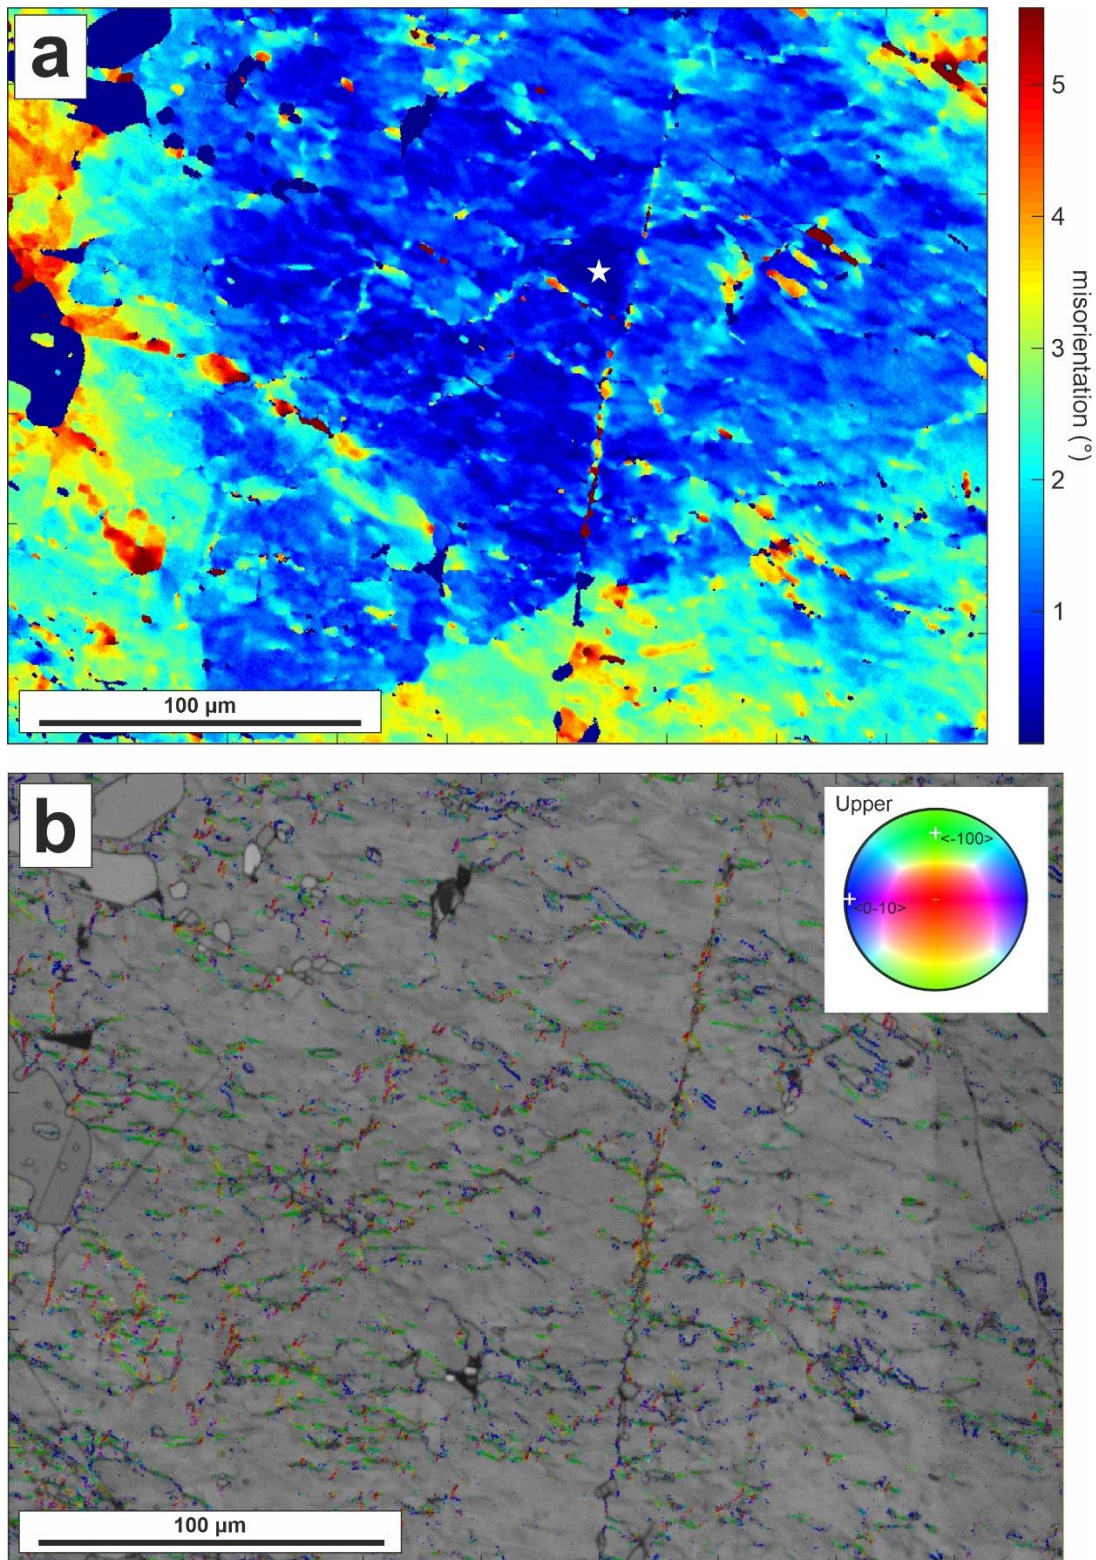 a
5
4
3
2
1
misorientation (°)
100 µm
b
Upper
<-100>
<0-10>
100 µm